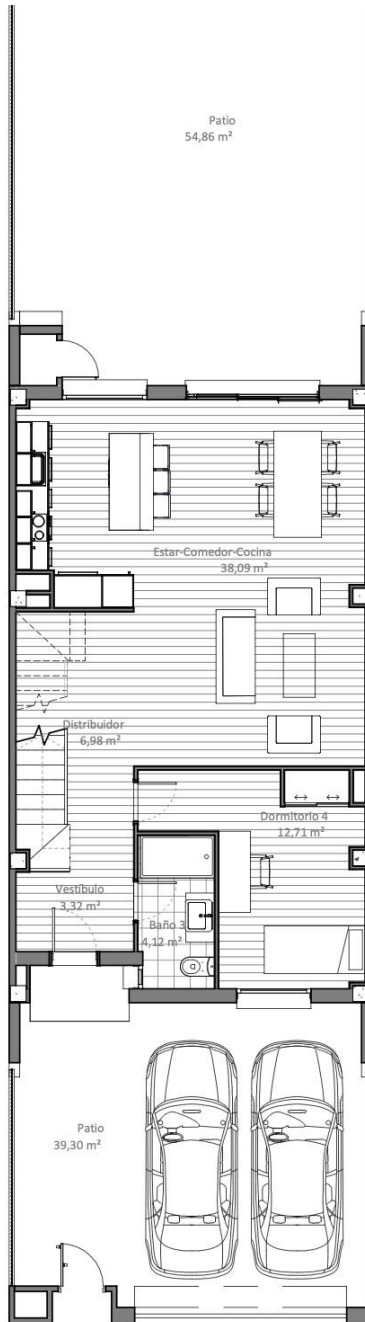 Patio
54,86 m²
Estar-Comedor-Cocina
38,09 m²
Distribuidor
6,98 m²
Dormitorio 4
12,71 m²
Vestíbulo
3,32 m²
Baño 3
4,12 m²
Patio
39,30 m²